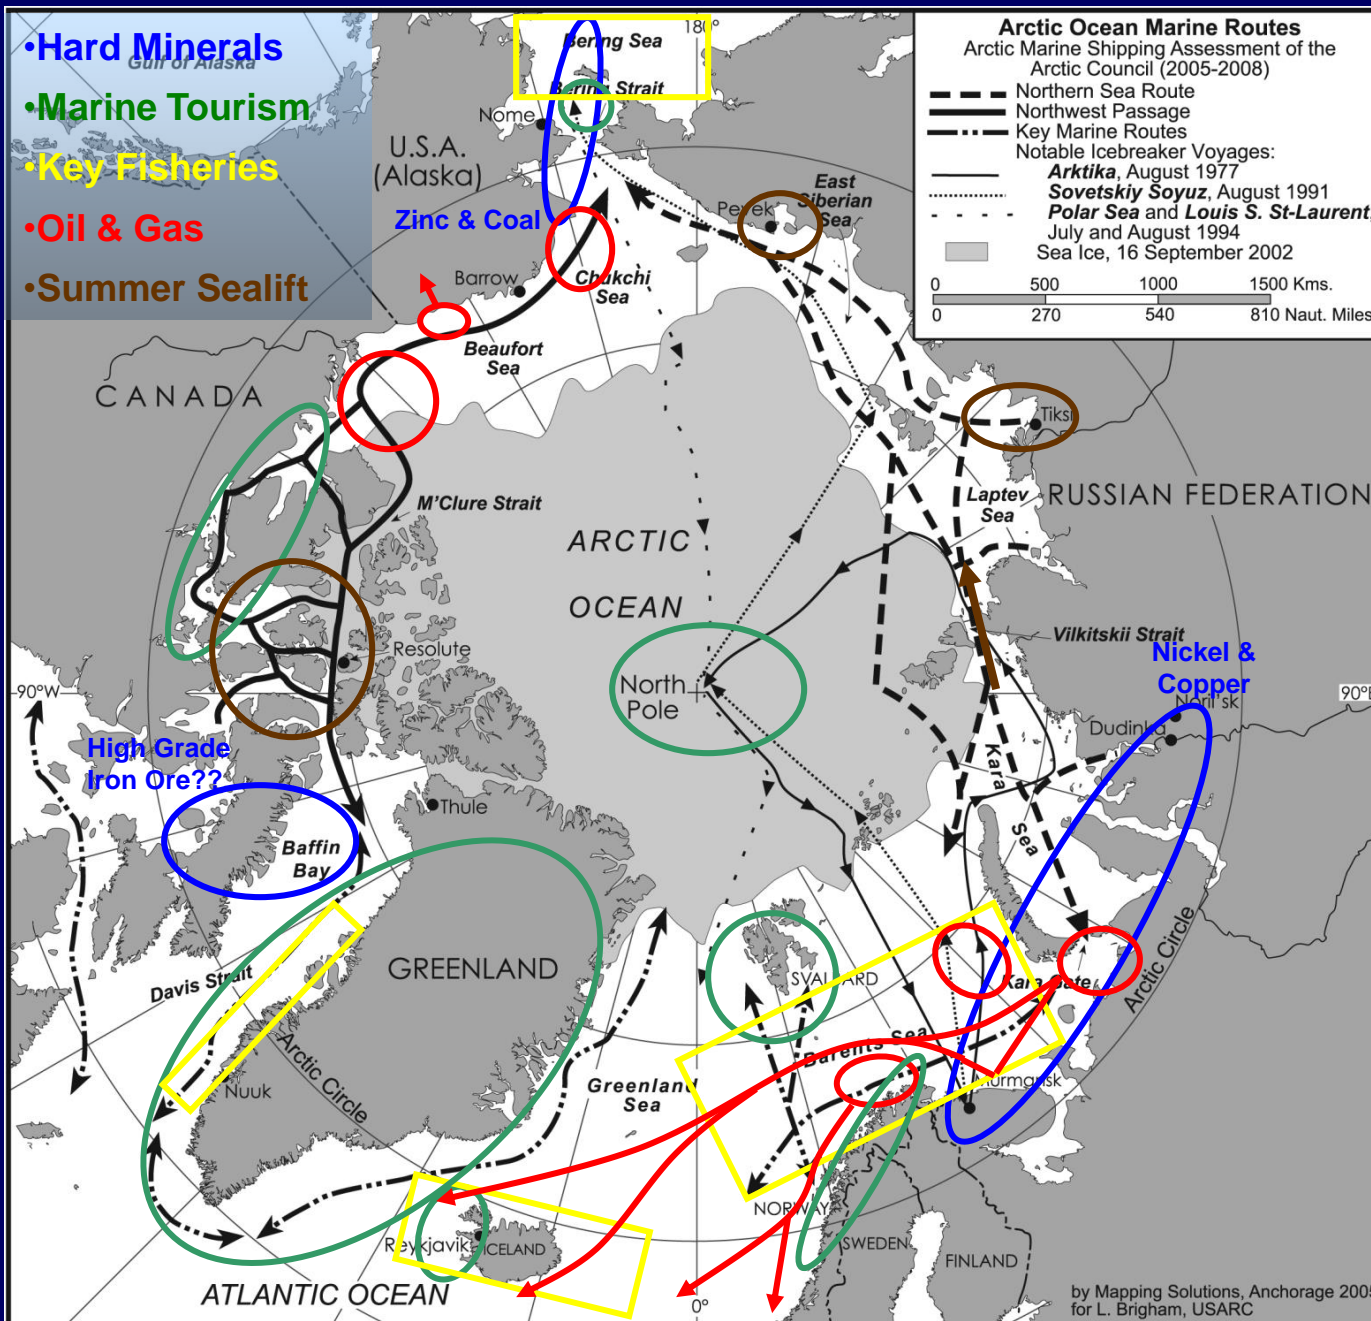 •Hard Minerals
•Marine Tourism
•Key Fisheries
•Oil & Gas
•Summer Sealift
Gulf of Alaska
Arctic Ocean Marine Routes
Arctic Marine Shipping Assessment of the
Arctic Council (2005-2008)
Northern Sea Route
Northwest Passage
Key Marine Routes
Notable Icebreaker Voyages:
Arktika, August 1977
Sovetskiy Soyuz, August 1991
Polar Sea and Louis S. St-Laurent,
July and August 1994
Sea Ice, 16 September 2002
0 500 1000 1500 Kms.
0 270 540 810 Naut. Miles
180°
Bering Sea
Bering Strait
Nome
U.S.A.
(Alaska)
Zinc & Coal
East
Siberian
Sea
Pevek
Barrow
Chukchi
Sea
Beaufort
Sea
CANADA
Tiksi
M'Clure Strait
Laptev
Sea
RUSSIAN FEDERATION
ARCTIC
OCEAN
Vilkitskii Strait
Resolute
North
Pole
Nickel &
Copper
90°W
90°E
Noril'sk
Dudinka
High Grade
Iron Ore??
Kara
Sea
Thule
Baffin
Bay
GREENLAND
Davis Strait
SVALBARD
Kara Gate
Arctic Circle
Barents Sea
Arctic Circle
Nuuk
Greenland
Sea
Murmansk
NORWAY
Reykjavik
ICELAND
SWEDEN
FINLAND
ATLANTIC OCEAN
0°
by Mapping Solutions, Anchorage 2005
for L. Brigham, USARC